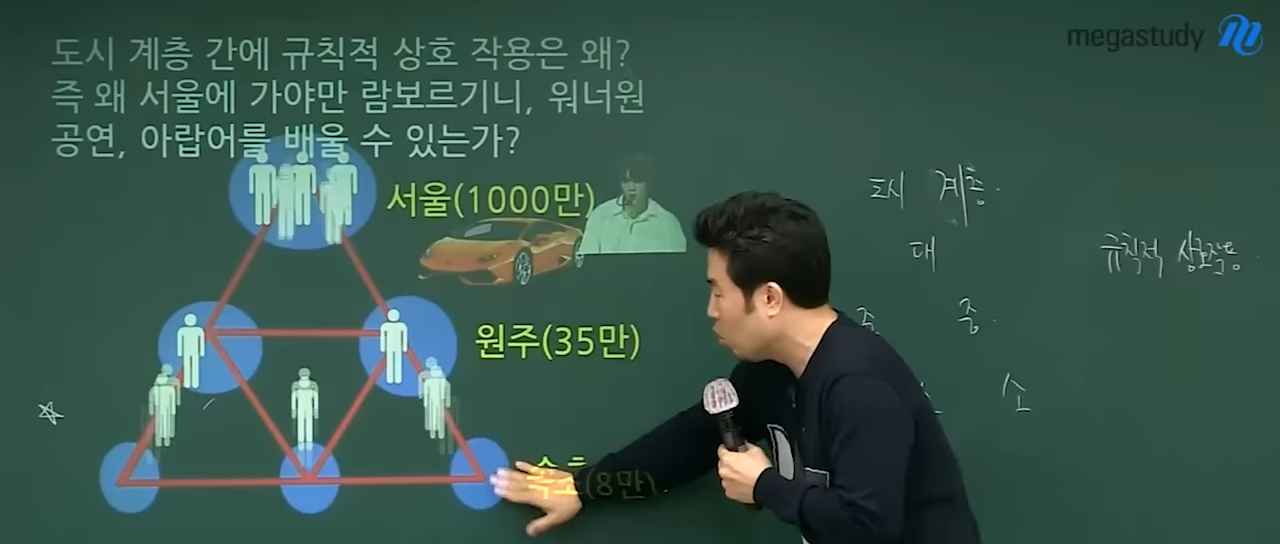 megastudy
도시 계층 간에 규칙적 상호 작용은 왜?
즉 왜 서울에 가야만 람보르기니, 워너원
공연, 아랍어를 배울 수 있는가?
서울(1000만)
원주(35만)
속초(8만)
도시 계층.
대
중.
소
규칙적 상호작용.